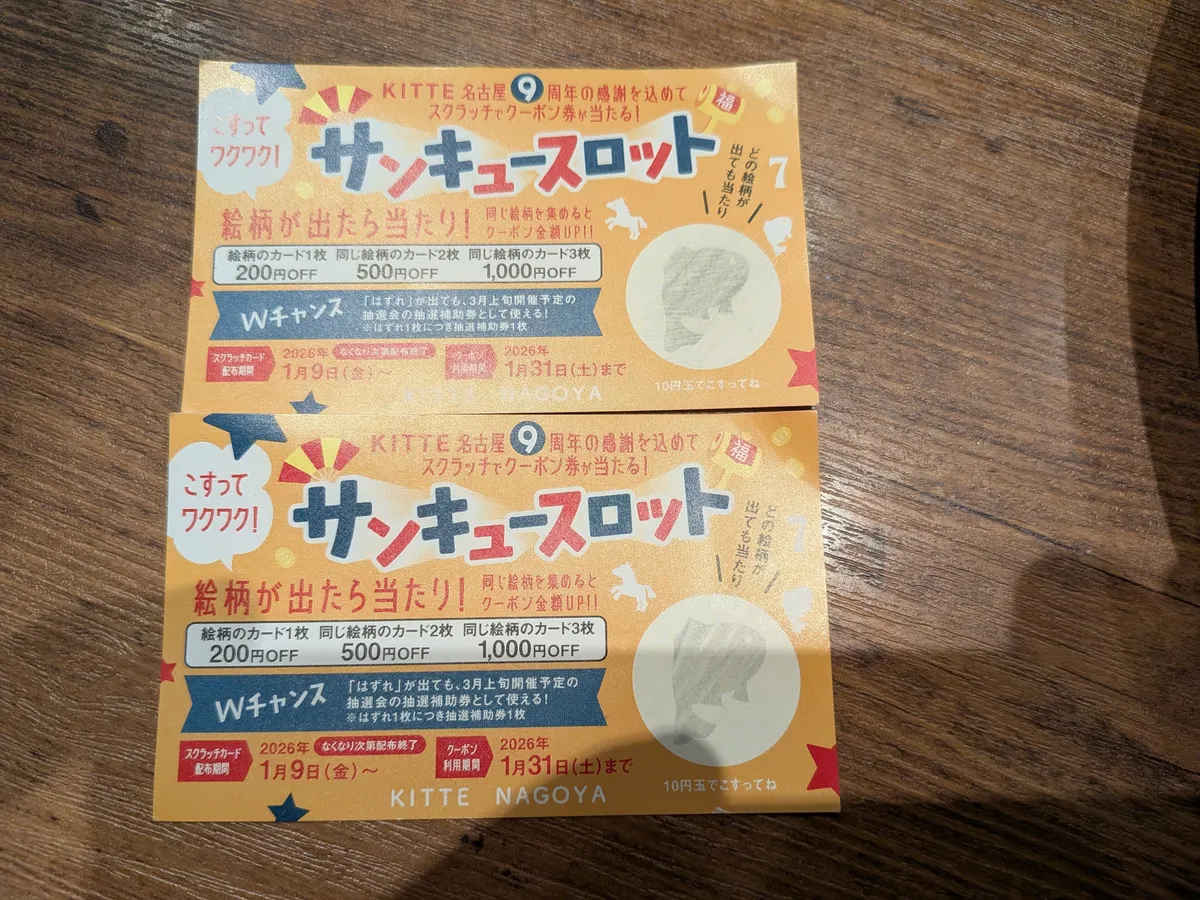 KITTE 名古屋 9 周年の感謝を込めて
スクラッチでクーポン券が当たる!
福
こすって
ワクワク!
サンキュースロット
どの絵柄が
出ても当たり
7
絵柄が出たら当たり!
同じ絵柄を集めると
クーポン金額UP!!
絵柄のカード1枚 同じ絵柄のカード2枚 同じ絵柄のカード3枚
200円OFF 500円OFF 1,000円OFF
Wチャンス
「はずれ」が出ても、3月上旬開催予定の
抽選会の抽選補助券として使える!
※はずれ1枚につき抽選補助券1枚
スクラッチカード
配布期間
2026年 なくなり次第配布終了
1月9日(金)~
クーポン
利用期間
2026年
1月31日(土)まで
10円玉でこすってね
KITTE NAGOYA
KITTE 名古屋 9 周年の感謝を込めて
スクラッチでクーポン券が当たる!
福
こすって
ワクワク!
サンキュースロット
どの絵柄が
出ても当たり
7
絵柄が出たら当たり!
同じ絵柄を集めると
クーポン金額UP!!
絵柄のカード1枚 同じ絵柄のカード2枚 同じ絵柄のカード3枚
200円OFF 500円OFF 1,000円OFF
Wチャンス
「はずれ」が出ても、3月上旬開催予定の
抽選会の抽選補助券として使える!
※はずれ1枚につき抽選補助券1枚
スクラッチカード
配布期間
2026年 なくなり次第配布終了
1月9日(金)~
クーポン
利用期間
2026年
1月31日(土)まで
10円玉でこすってね
KITTE NAGOYA